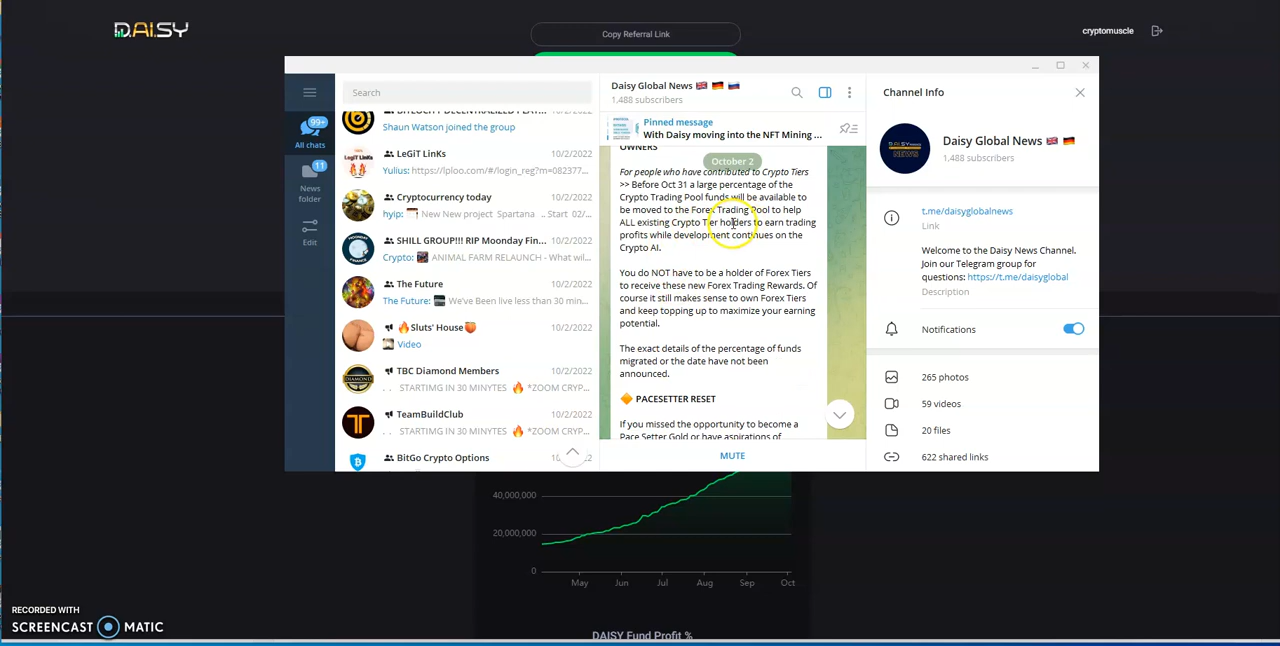 DAISY
Copy Referral Link
cryptomuscle
Search
Shaun Watson joined the group
LeGiT LinKs
10/2/2022
Yulius: https://lploo.com/#/login_reg?m=082377...
Cryptocurrency today
10/2/2022
hyip: New New project Spartana .. Start 02/...
SHILL GROUP!!! RIP Moonday Fin...
10/2/2022
Crypto: ANIMAL FARM RELAUNCH - What wil...
The Future
10/2/2022
The Future: We've Been live less than 30 min...
🔥Sluts' House🍑
10/2/2022
Video
TBC Diamond Members
10/2/2022
. . STARTIMG IN 30 MINYTES 🔥 *ZOOM CRYP...
TeamBuildClub
10/2/2022
. . STARTIMG IN 30 MINYTES 🔥 *ZOOM CRYP...
BitGo Crypto Options
99+
All chats
11
News
folder
Edit
Daisy Global News 🇬🇧 🇩🇪 🇷🇺
1,488 subscribers
Pinned message
With Daisy moving into the NFT Mining ...
OWNERS
October 2
For people who have contributed to Crypto Tiers
>> Before Oct 31 a large percentage of the
Crypto Trading Pool funds will be available to
be moved to the Forex Trading Pool to help
ALL existing Crypto Tier holders to earn trading
profits while development continues on the
Crypto AI.
You do NOT have to be a holder of Forex Tiers
to receive these new Forex Trading Rewards. Of
course it still makes sense to own Forex Tiers
and keep topping up to maximize your earning
potential.
The exact details of the percentage of funds
migrated or the date have not been
announced.
🔶 PACESETTER RESET
If you missed the opportunity to become a
Pace Setter Gold or have aspirations of
MUTE
Channel Info
DAISY
NEWS
Daisy Global News 🇬🇧 🇩🇪
1,488 subscribers
t.me/daisyglobalnews
Link
Welcome to the Daisy News Channel.
Join our Telegram group for
questions: https://t.me/daisyglobal
Description
Notifications
265 photos
59 videos
20 files
622 shared links
40,000,000
20,000,000
0
May Jun Jul Aug Sep Oct
DAISY Fund Profit %
RECORDED WITH
SCREENCAST MATIC